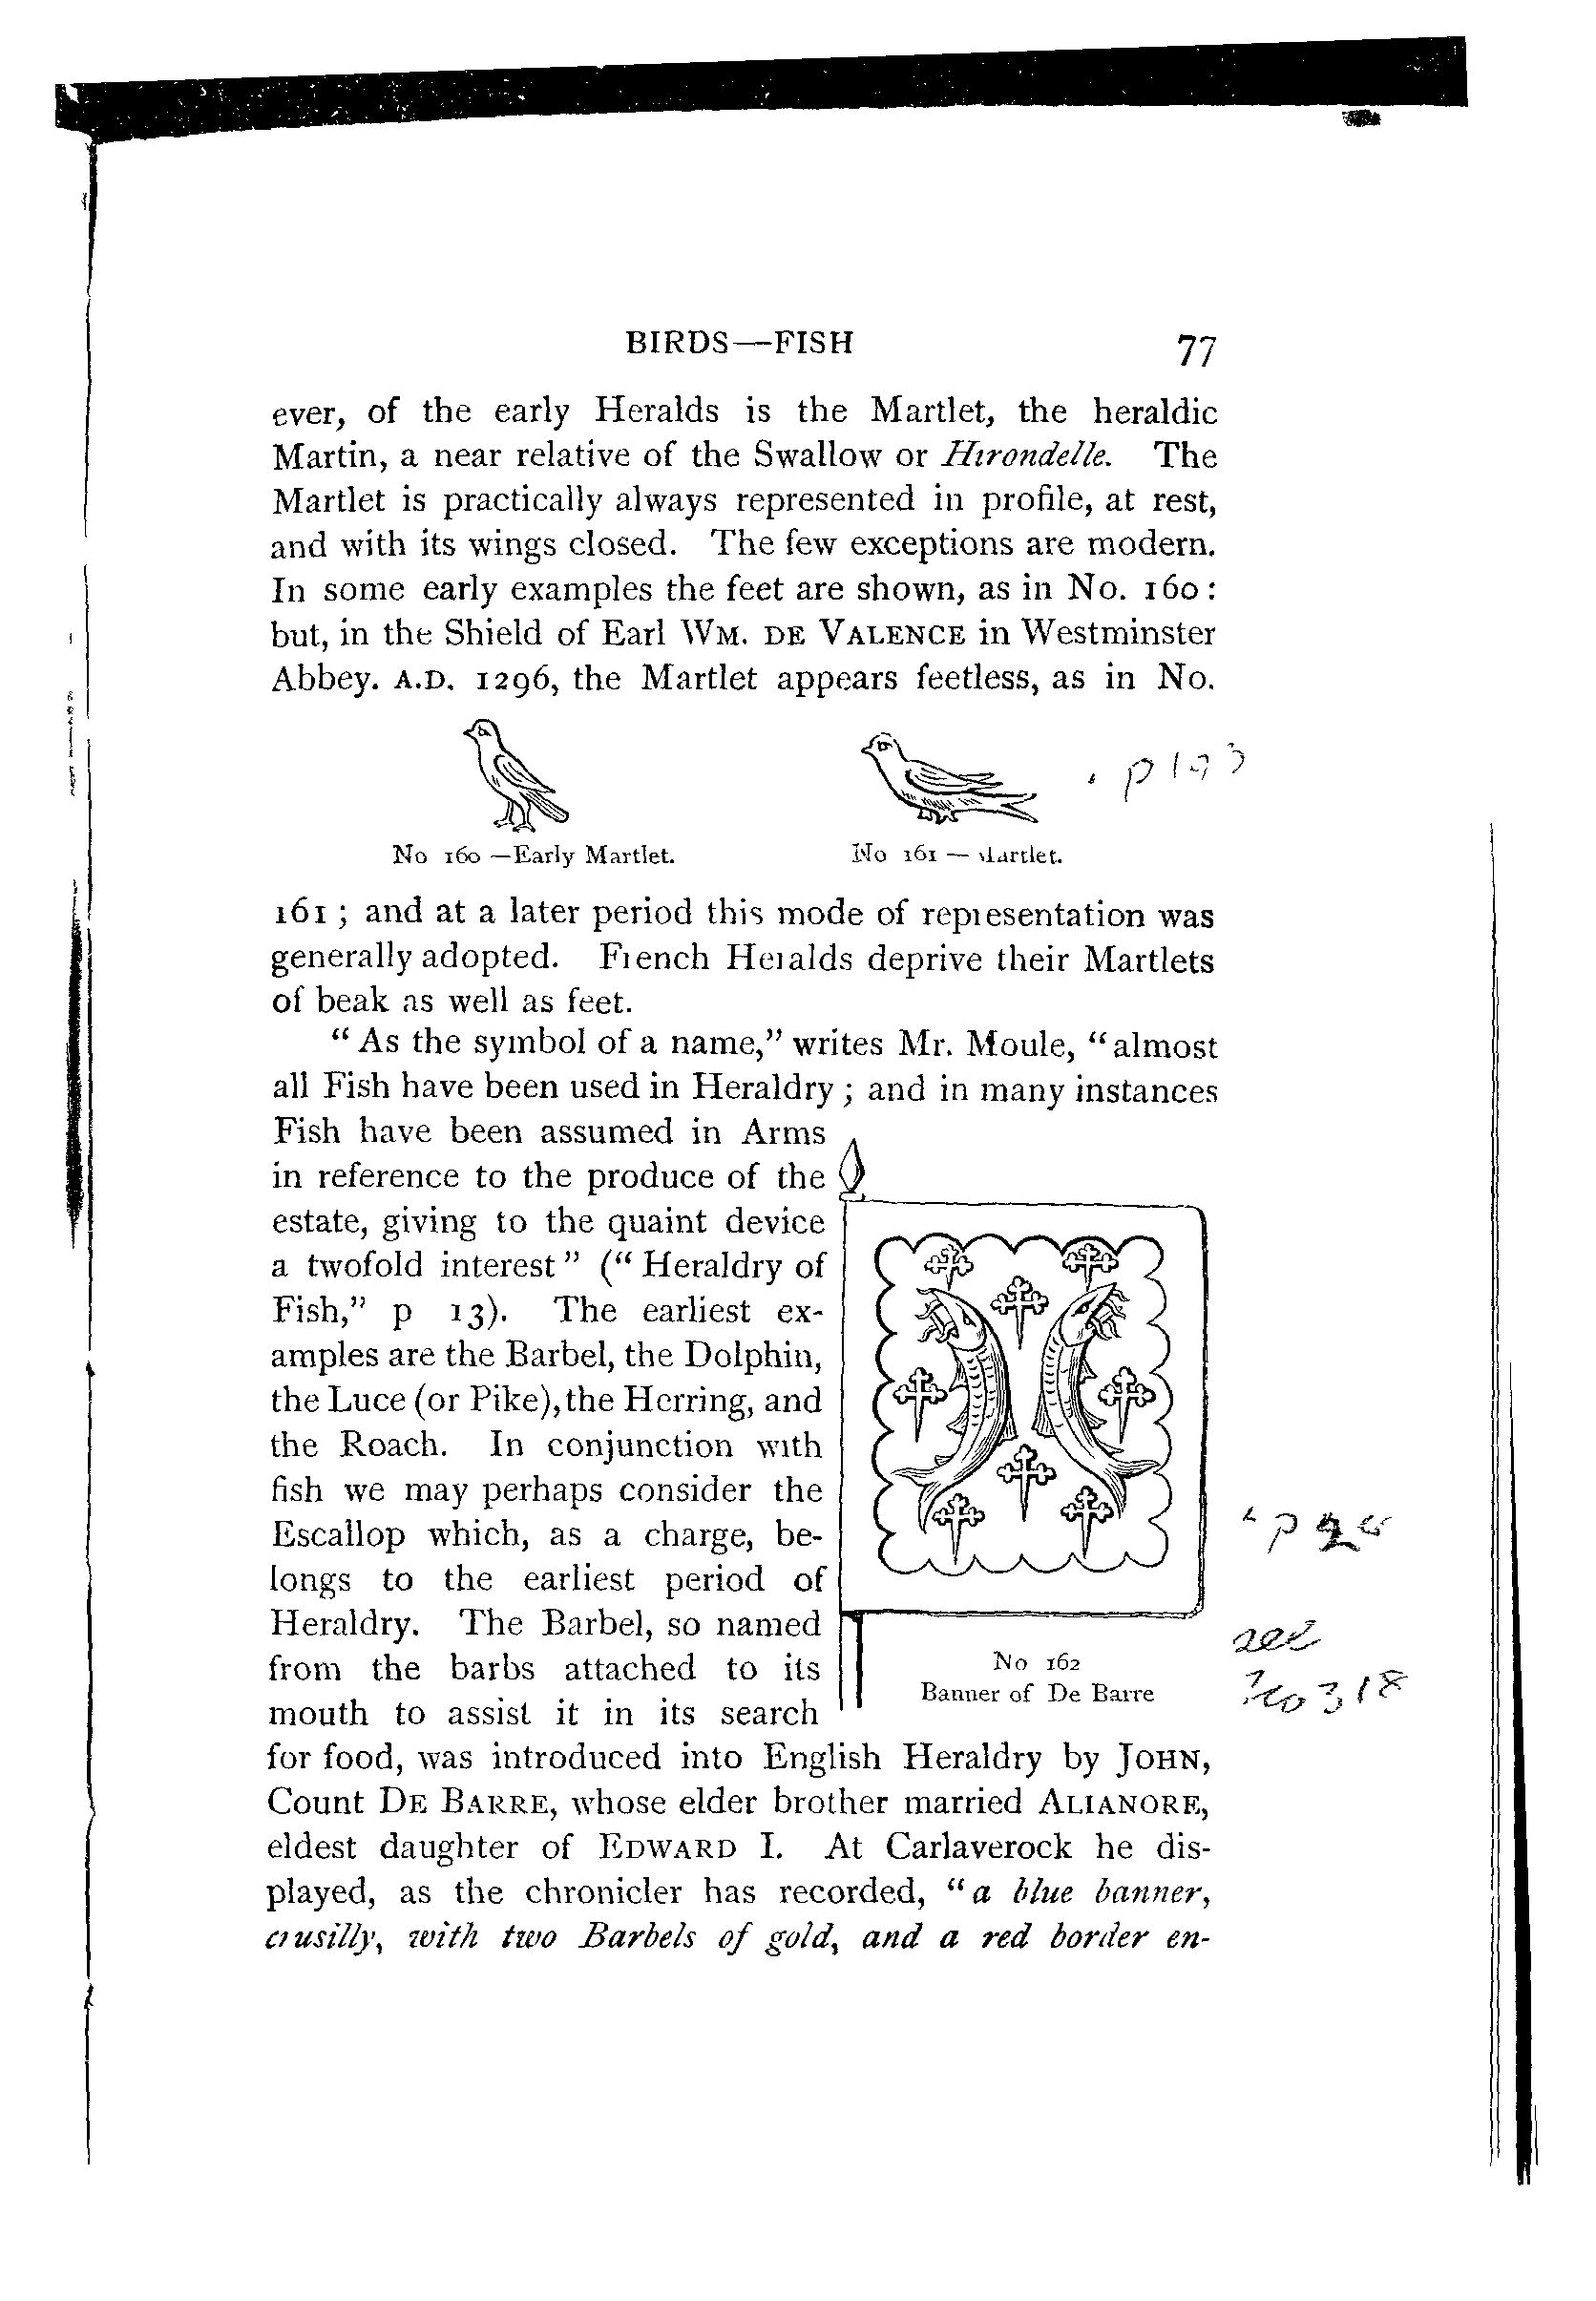 BIRDS—FISH 77
ever, of the early Heralds is the Martlet, the heraldic
Martin, a near relative of the Swallow or Hirondelle. The
Martlet is practically always represented in profile, at rest,
and with its wings closed. The few exceptions are modern.
In some early examples the feet are shown, as in No. 160:
but, in the Shield of Earl WM. DE VALENCE in Westminster
Abbey. A.D. 1296, the Martlet appears feetless, as in No.
No 160 —Early Martlet.
No 161 — Martlet.
161; and at a later period this mode of representation was
generally adopted. French Heralds deprive their Martlets
of beak as well as feet.
“As the symbol of a name,” writes Mr. Moule, “almost
all Fish have been used in Heraldry; and in many instances
Fish have been assumed in Arms
in reference to the produce of the
estate, giving to the quaint device
a twofold interest” (“Heraldry of
Fish,” p 13). The earliest ex-
amples are the Barbel, the Dolphin,
the Luce (or Pike), the Herring, and
the Roach. In conjunction with
fish we may perhaps consider the
Escallop which, as a charge, be-
longs to the earliest period of
Heraldry. The Barbel, so named
from the barbs attached to its
mouth to assist it in its search
No 162
Banner of De Barre
see
No 318
for food, was introduced into English Heraldry by JOHN,
Count DE BARRE, whose elder brother married ALIANORE,
eldest daughter of EDWARD I. At Carlaverock he dis-
played, as the chronicler has recorded, “a blue banner,
crusilly, with two Barbels of gold, and a red border en-